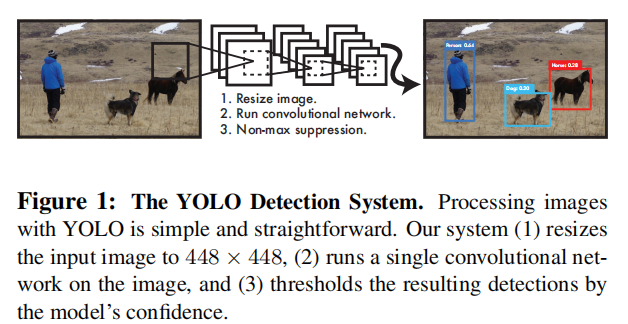 1. Resize image.
2. Run convolutional network.
3. Non-max suppression.
Person: 0.64
Horse: 0.28
Dog: 0.30
Figure 1: The YOLO Detection System. Processing images
with YOLO is simple and straightforward. Our system (1) resizes
the input image to 448 × 448, (2) runs a single convolutional net-
work on the image, and (3) thresholds the resulting detections by
the model’s confidence.